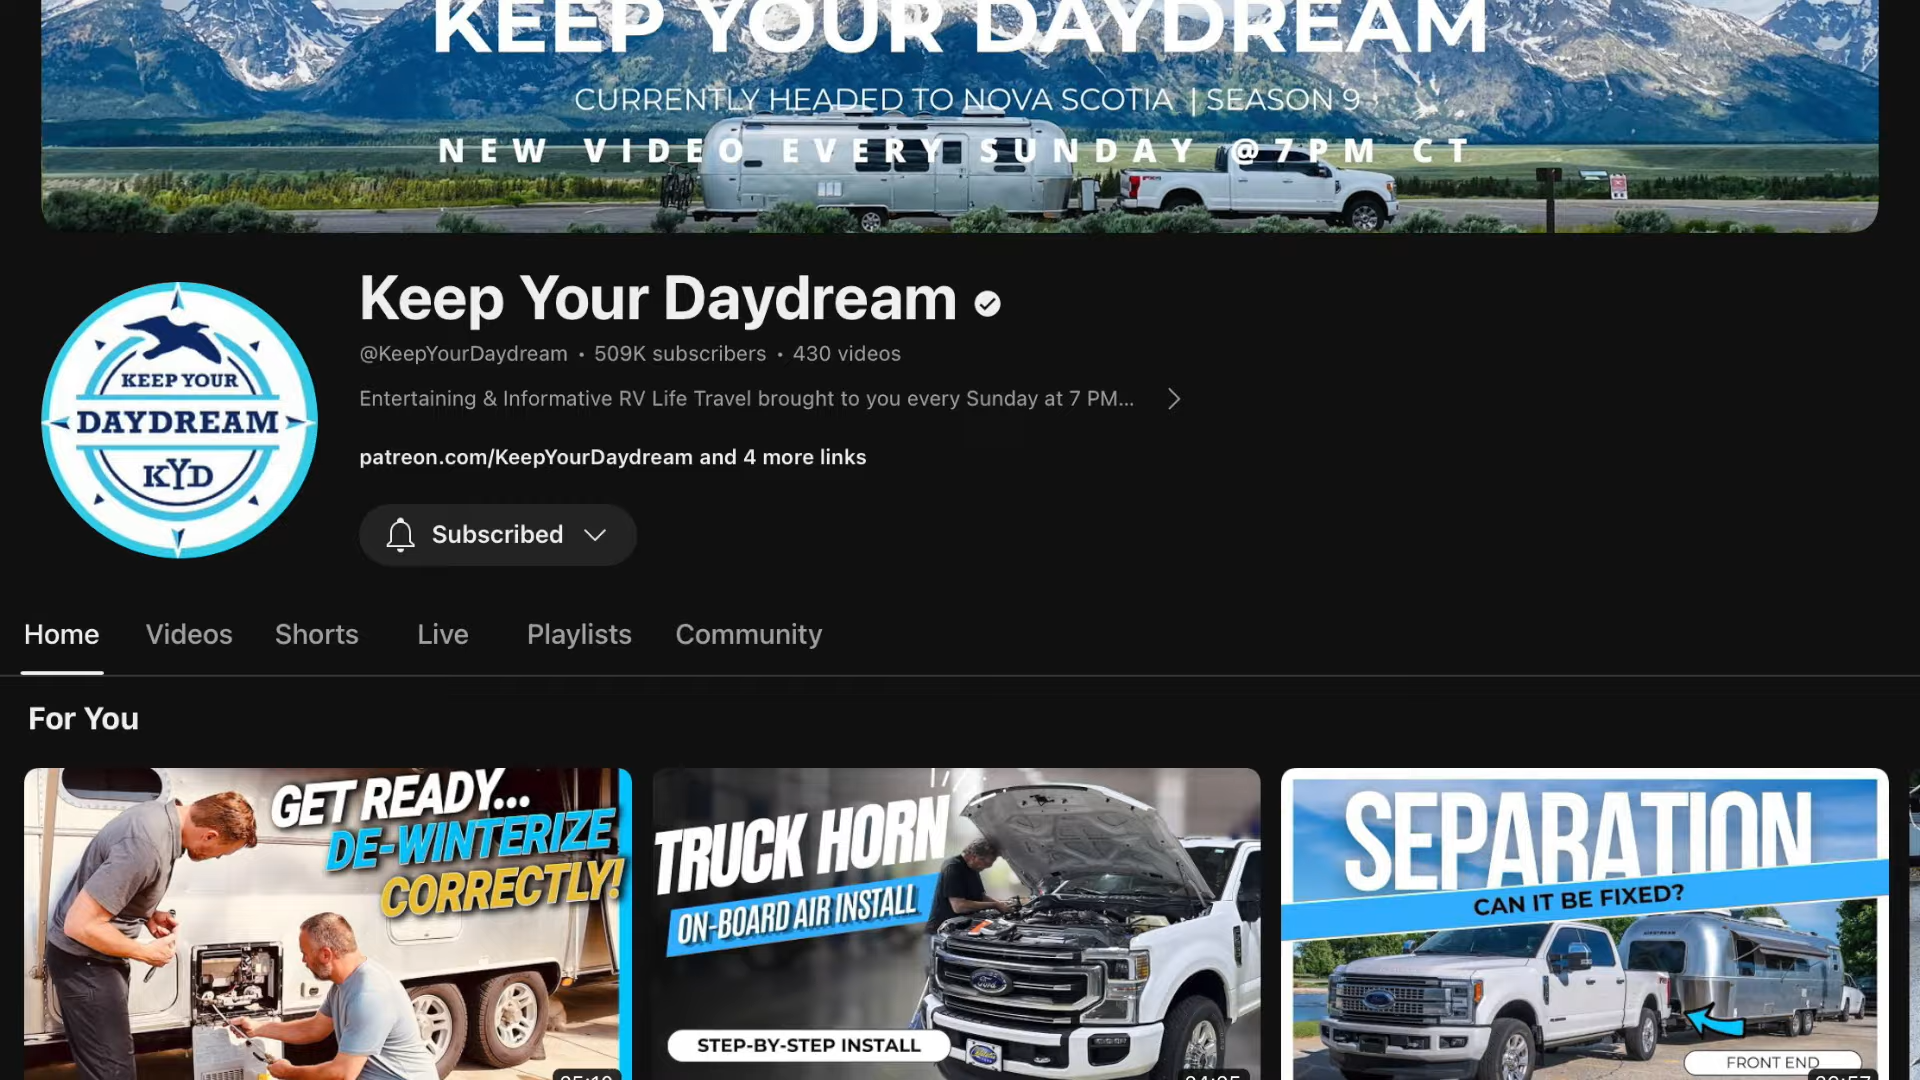 KEEP YOUR DAYDREAM
CURRENTLY HEADED TO NOVA SCOTIA | SEASON 9
NEW VIDEO EVERY SUNDAY @7PM CT
KEEP YOUR
DAYDREAM
KYD
Keep Your Daydream
@KeepYourDaydream • 509K subscribers • 430 videos
Entertaining & Informative RV Life Travel brought to you every Sunday at 7 PM...
patreon.com/KeepYourDaydream and 4 more links
Subscribed
Home Videos Shorts Live Playlists Community
For You
GET READY...
DE-WINTERIZE
CORRECTLY!
TRUCK HORN
ON-BOARD AIR INSTALL
Ford
STEP-BY-STEP INSTALL
SEPARATION
CAN IT BE FIXED?
FRONT END